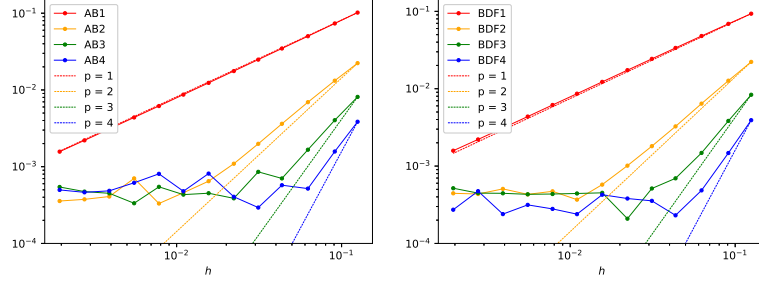 10⁻¹
10⁻²
10⁻³
10⁻⁴
AB1
AB2
AB3
AB4
p = 1
p = 2
p = 3
p = 4
10⁻²
10⁻¹
h
10⁻¹
10⁻²
10⁻³
10⁻⁴
BDF1
BDF2
BDF3
BDF4
p = 1
p = 2
p = 3
p = 4
10⁻²
10⁻¹
h